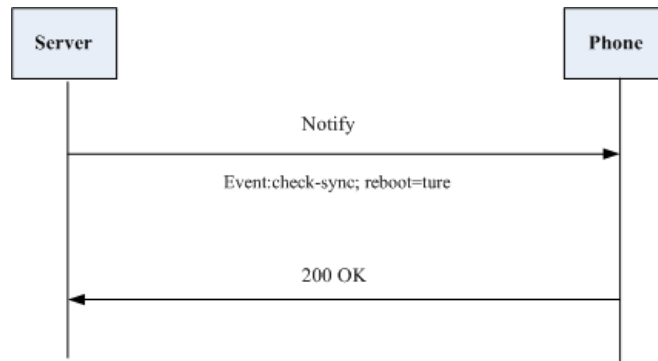 Server
Phone
Notify
Event:check-sync; reboot=ture
200 OK